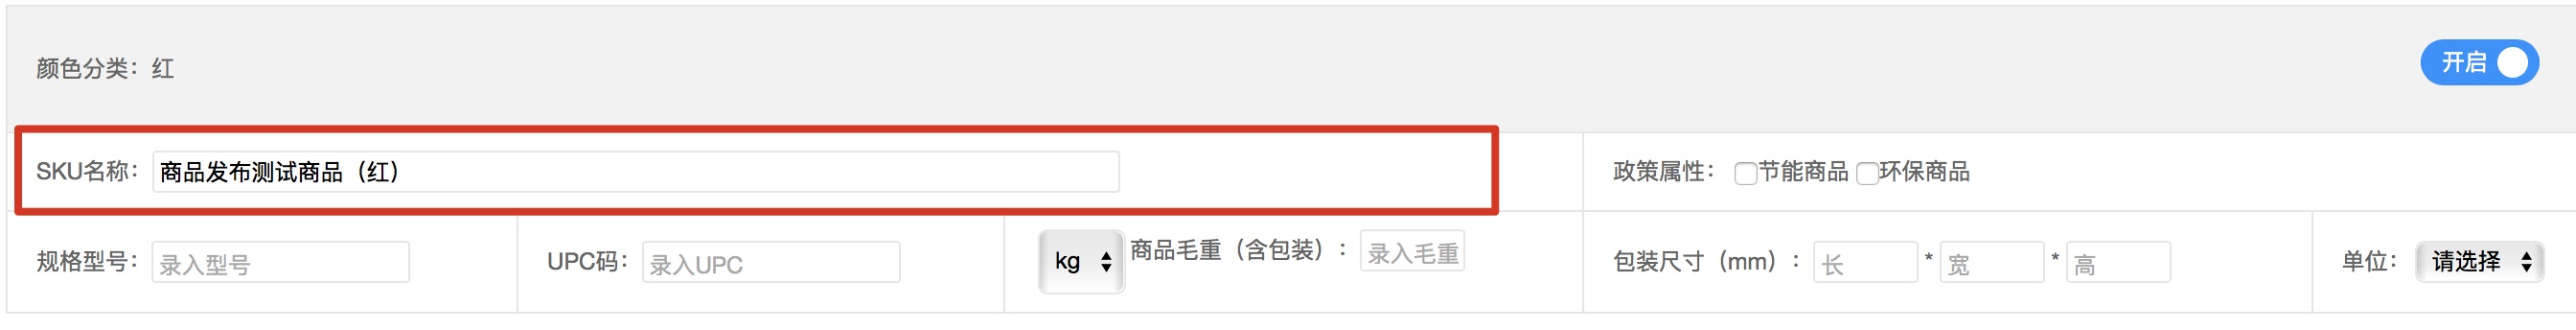 颜色分类：红 开启
SKU名称：商品发布测试商品（红） 政策属性：节能商品 环保商品
规格型号：录入型号 UPC码：录入UPC kg 商品毛重（含包装）：录入毛重 包装尺寸（mm）：长 * 宽 * 高 单位：请选择